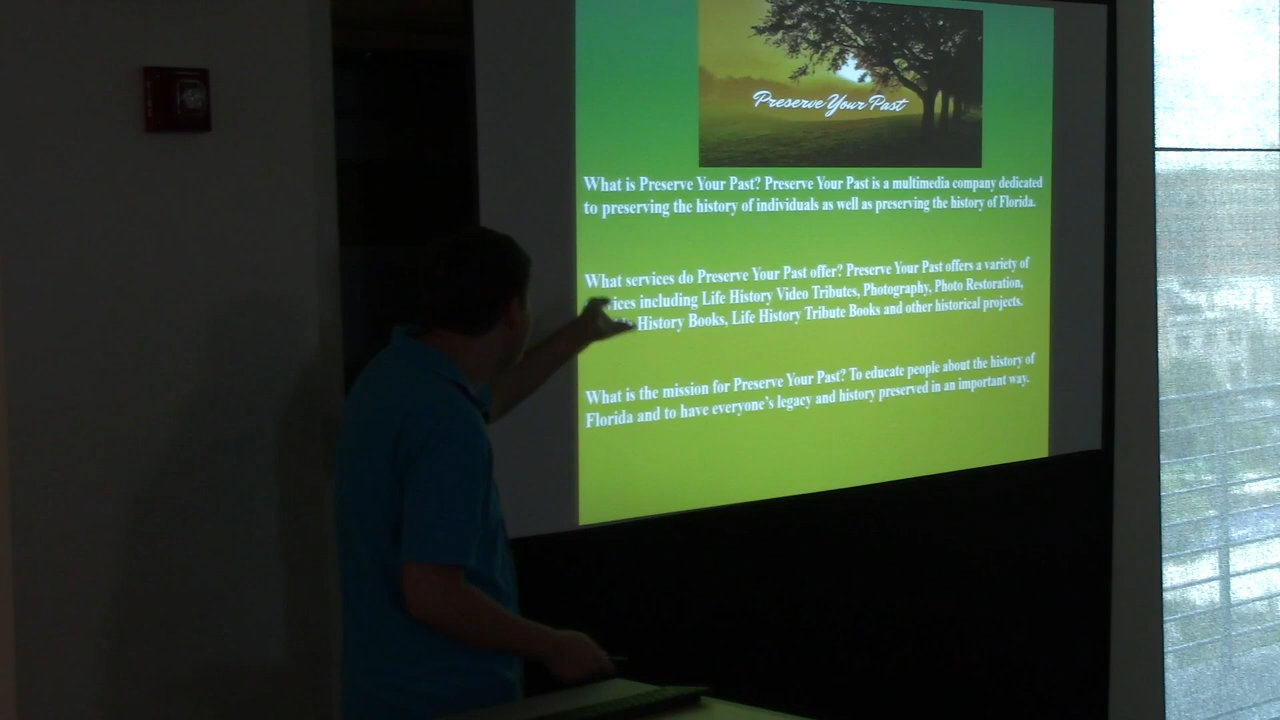 Preserve Your Past
What is Preserve Your Past? Preserve Your Past is a multimedia company dedicated
to preserving the history of individuals as well as preserving the history of Florida.
What services do Preserve Your Past offer? Preserve Your Past offers a variety of
including Life History Video Tributes, Photography, Photo Restoration,
History Books, Life History Tribute Books and other historical projects.
What is the mission for Preserve Your Past? To educate people about the history of
Florida and to have everyone's legacy and history preserved in an important way.